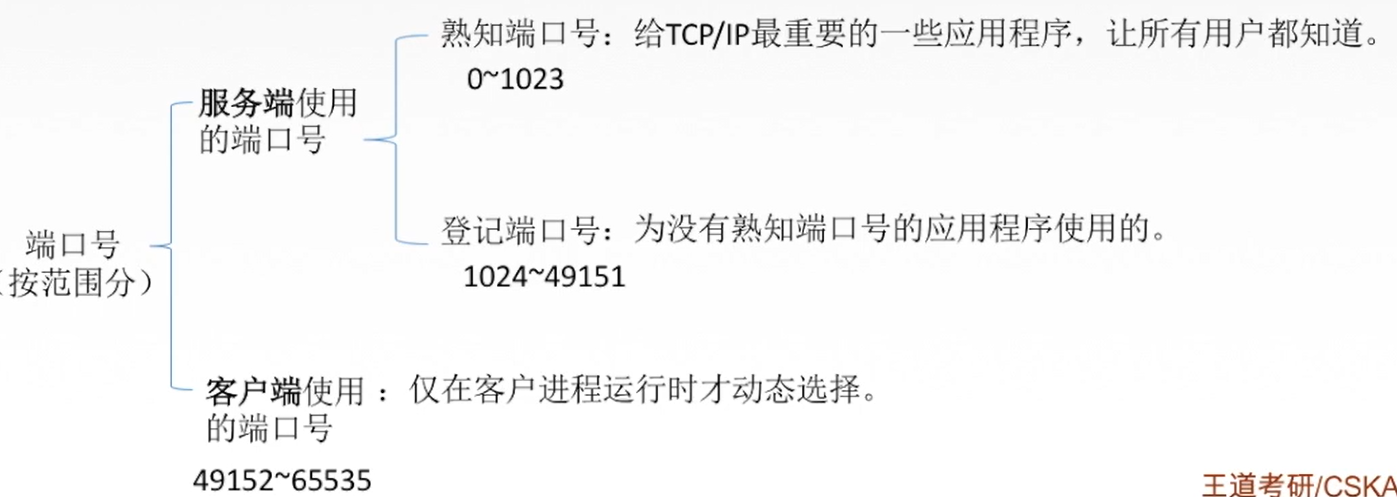 熟知端口号：给TCP/IP最重要的一些应用程序，让所有用户都知道。
0~1023
服务端使用
的端口号
登记端口号：为没有熟知端口号的应用程序使用的。
1024~49151
端口号
（按范围分）
客户端使用：仅在客户进程运行时才动态选择。
的端口号
49152~65535
王道考研/CSKA